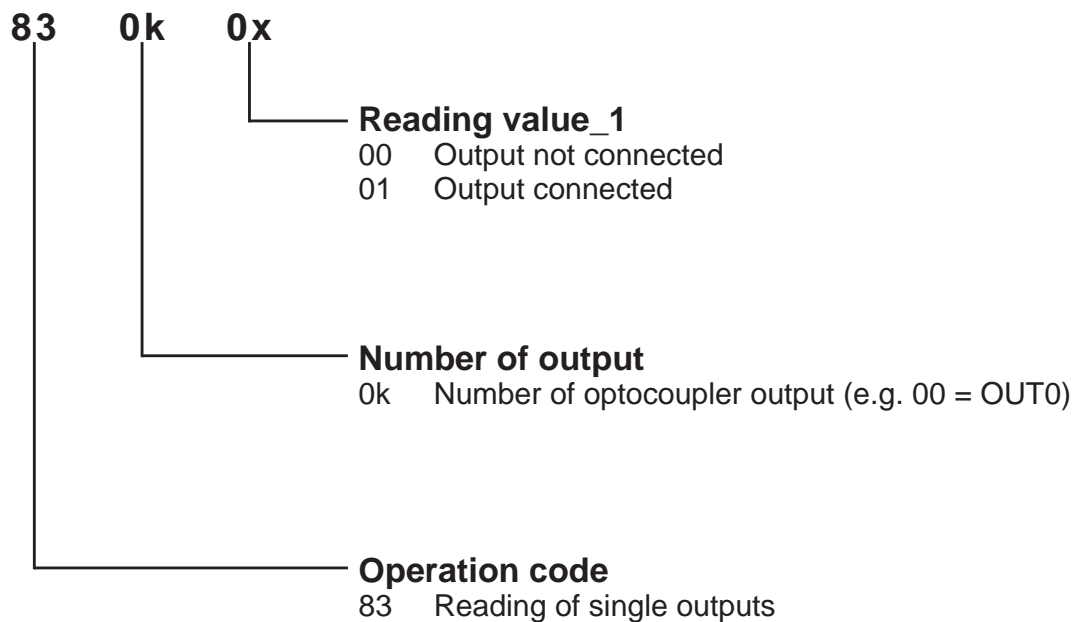 83 0k 0x
Reading value_1
00 Output not connected
01 Output connected
Number of output
0k Number of optocoupler output (e.g. 00 = OUT0)
Operation code
83 Reading of single outputs